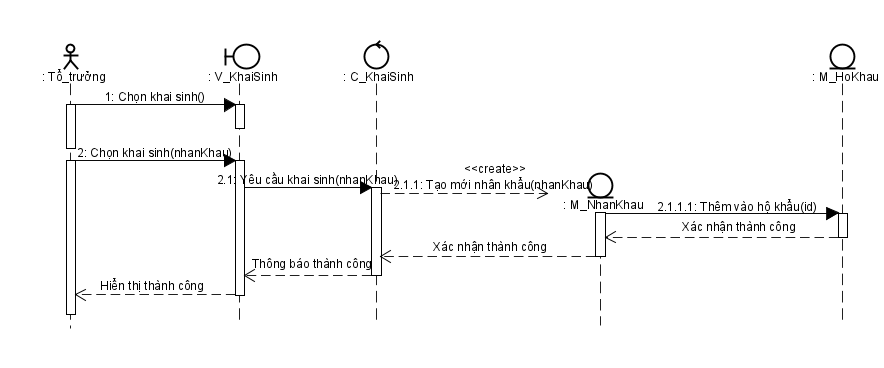 : Tổ_trưởng
: V_KhaiSinh
: C_KhaiSinh
: M_HoKhau
1: Chọn khai sinh()
2: Chọn khai sinh(nhanKhau)
<<create>>
2.1: Yêu cầu khai sinh(nhanKhau)
2.1.1: Tạo mới nhân khẩu(nhanKhau)
: M_NhanKhau
2.1.1.1: Thêm vào hộ khẩu(id)
Xác nhận thành công
Xác nhận thành công
Thông báo thành công
Hiển thị thành công